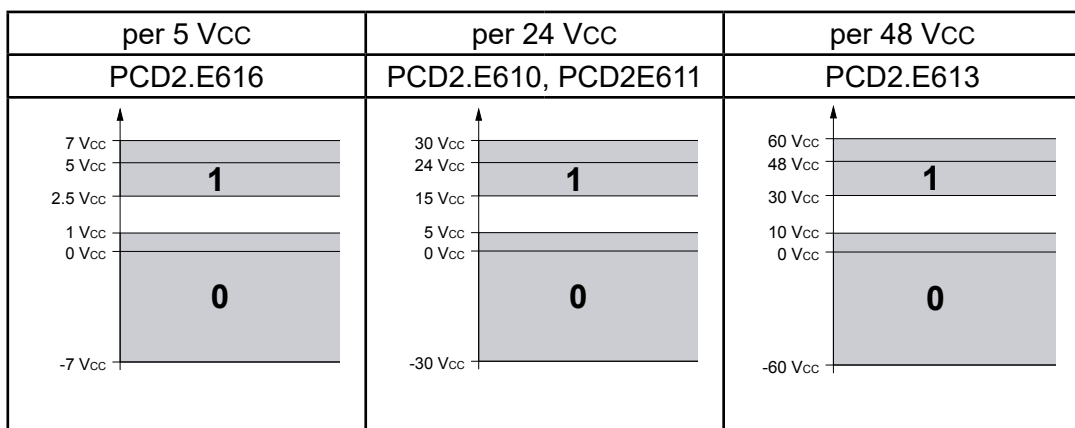 per 5 VCC
per 24 VCC
per 48 VCC
PCD2.E616
PCD2.E610, PCD2E611
PCD2.E613
7 Vcc
5 Vcc
1
2.5 Vcc
1 Vcc
0 Vcc
0
-7 Vcc
30 Vcc
24 Vcc
1
15 Vcc
5 Vcc
0 Vcc
0
-30 Vcc
60 Vcc
48 Vcc
1
30 Vcc
10 Vcc
0 Vcc
0
-60 Vcc